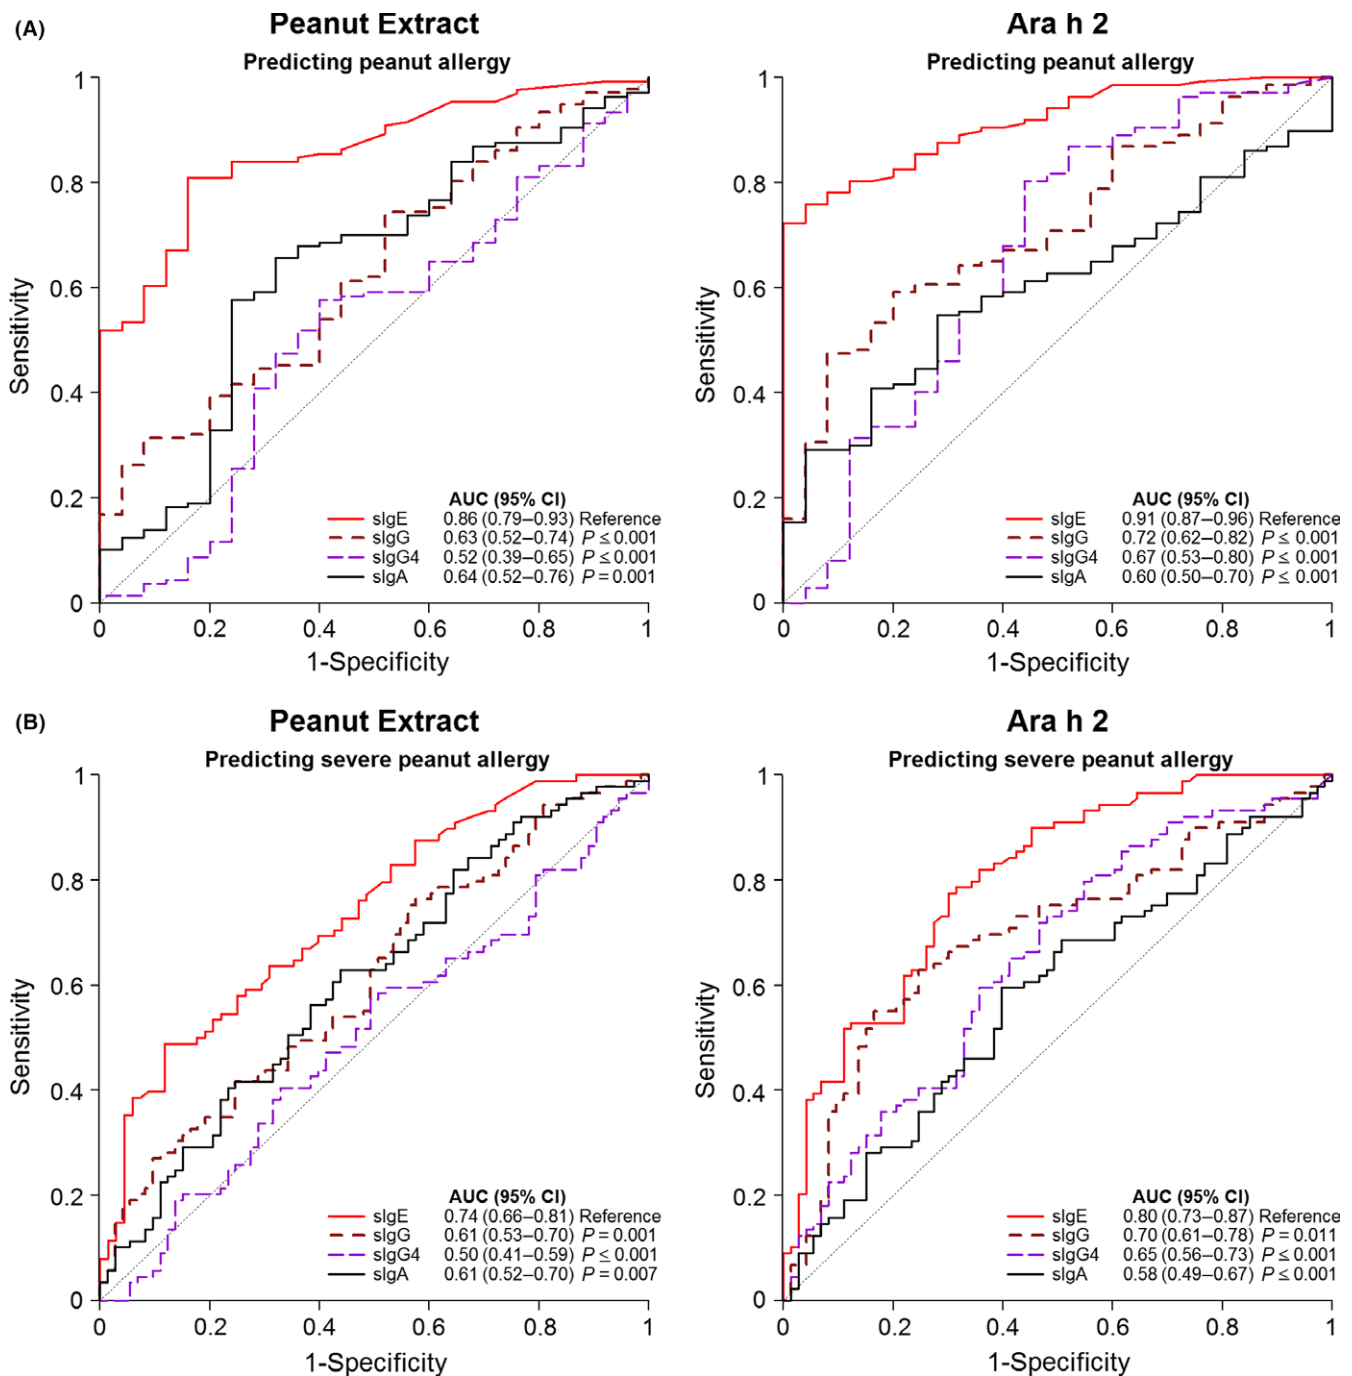 (A)
Peanut Extract
Predicting peanut allergy
1
0.8
0.6
0.4
0.2
0
Sensitivity
AUC (95% CI)
sIgE 0.86 (0.79–0.93) Reference
sIgG 0.63 (0.52–0.74) P ≤ 0.001
sIgG4 0.52 (0.39–0.65) P ≤ 0.001
sIgA 0.64 (0.52–0.76) P = 0.001
0 0.2 0.4 0.6 0.8 1
1-Specificity
Ara h 2
Predicting peanut allergy
1
0.8
0.6
0.4
0.2
0
Sensitivity
AUC (95% CI)
sIgE 0.91 (0.87–0.96) Reference
sIgG 0.72 (0.62–0.82) P ≤ 0.001
sIgG4 0.67 (0.53–0.80) P ≤ 0.001
sIgA 0.60 (0.50–0.70) P ≤ 0.001
0 0.2 0.4 0.6 0.8 1
1-Specificity
(B)
Peanut Extract
Predicting severe peanut allergy
1
0.8
0.6
0.4
0.2
0
Sensitivity
AUC (95% CI)
sIgE 0.74 (0.66–0.81) Reference
sIgG 0.61 (0.53–0.70) P = 0.001
sIgG4 0.50 (0.41–0.59) P ≤ 0.001
sIgA 0.61 (0.52–0.70) P = 0.007
0 0.2 0.4 0.6 0.8 1
1-Specificity
Ara h 2
Predicting severe peanut allergy
1
0.8
0.6
0.4
0.2
0
Sensitivity
AUC (95% CI)
sIgE 0.80 (0.73–0.87) Reference
sIgG 0.70 (0.61–0.78) P = 0.011
sIgG4 0.65 (0.56–0.73) P ≤ 0.001
sIgA 0.58 (0.49–0.67) P ≤ 0.001
0 0.2 0.4 0.6 0.8 1
1-Specificity